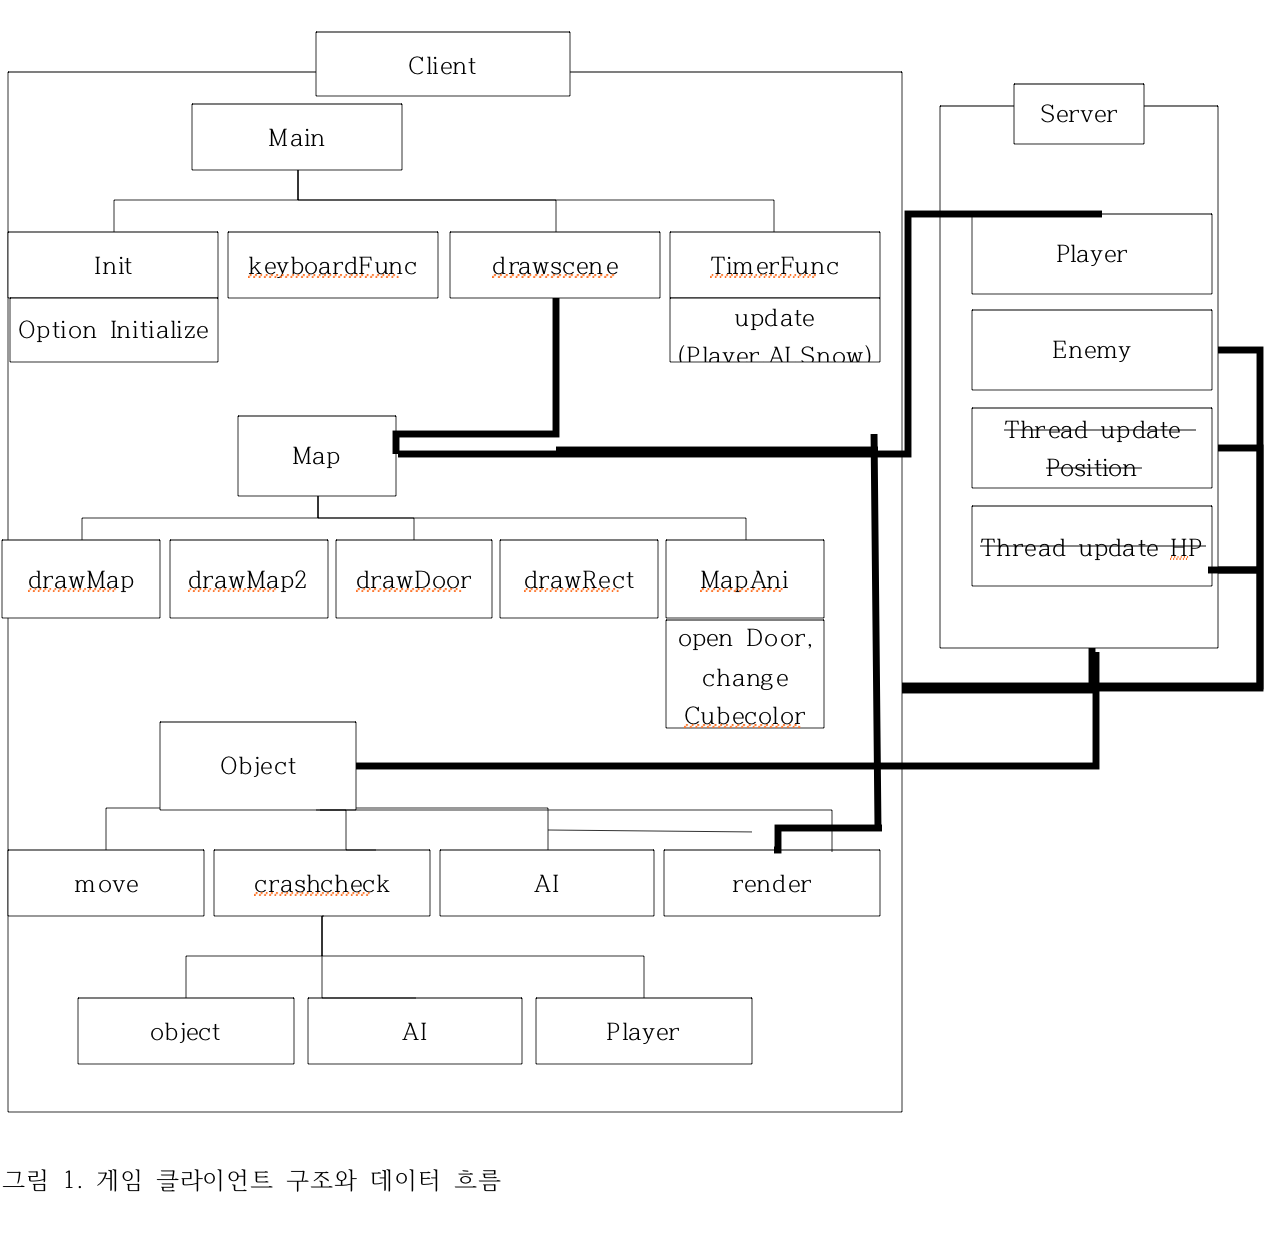 Client
Server
Main
Init
keyboardFunc
drawscene
TimerFunc
Option Initialize
update
(Player AI Snow)
Player
Enemy
Thread update
Position
Thread update HP
Map
drawMap
drawMap2
drawDoor
drawRect
MapAni
open Door,
change
Cubecolor
Object
move
crashcheck
AI
render
object
AI
Player
그림 1. 게임 클라이언트 구조와 데이터 흐름